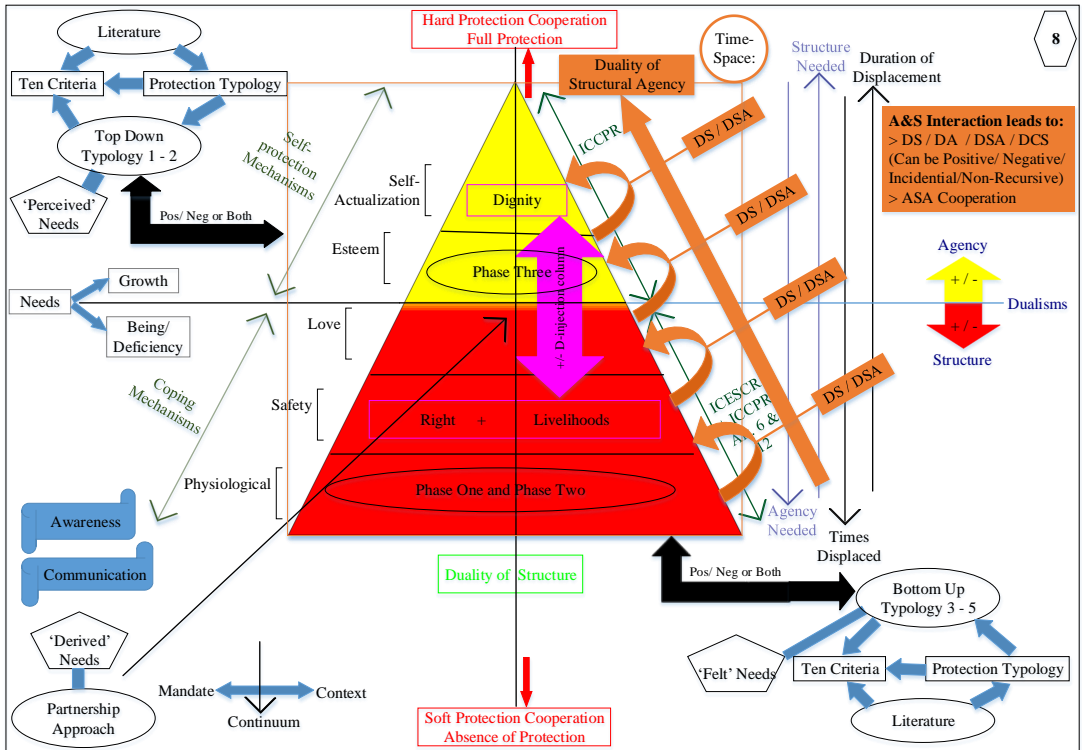 Hard Protection Cooperation
Full Protection
8
Literature
Ten Criteria
Protection Typology
Top Down
Typology 1 - 2
‘Perceived’
Needs
Pos/ Neg or Both
Self-
protection
Mechanisms
Time-
Space:
Structure
Needed
Duration of
Displacement
Duality of
Structural Agency
A&S Interaction leads to:
> DS / DA / DSA / DCS
(Can be Positive/ Negative/
Incidential/Non-Recursive)
> ASA Cooperation
ICCPR
DS / DSA
DS / DSA
DS / DSA
DS / DSA
Self-
Actualization
Dignity
Esteem
Phase Three
Agency
+ / -
Dualisms
+ / -
Structure
Needs
Growth
Being/
Deficiency
Love
+/- D-injection column
Coping
Mechanisms
Safety
Right + Livelihoods
ICESCR
ICCPR
6 &
12
Physiological
Phase One and Phase Two
Agency
Needed
Times
Displaced
Awareness
Communication
Duality of Structure
Pos/ Neg or Both
Bottom Up
Typology 3 - 5
‘Felt’ Needs
Ten Criteria
Protection Typology
Literature
‘Derived’
Needs
Partnership
Approach
Mandate
Context
Continuum
Soft Protection Cooperation
Absence of Protection